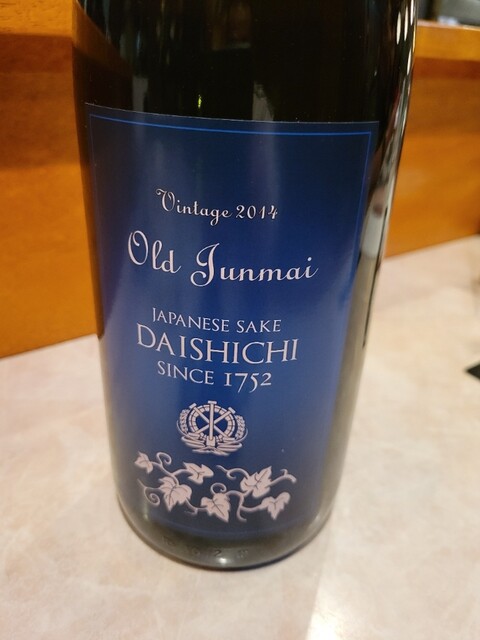 Vintage 2014
Old Junmai
JAPANESE SAKE
DAISHICHI
SINCE 1752